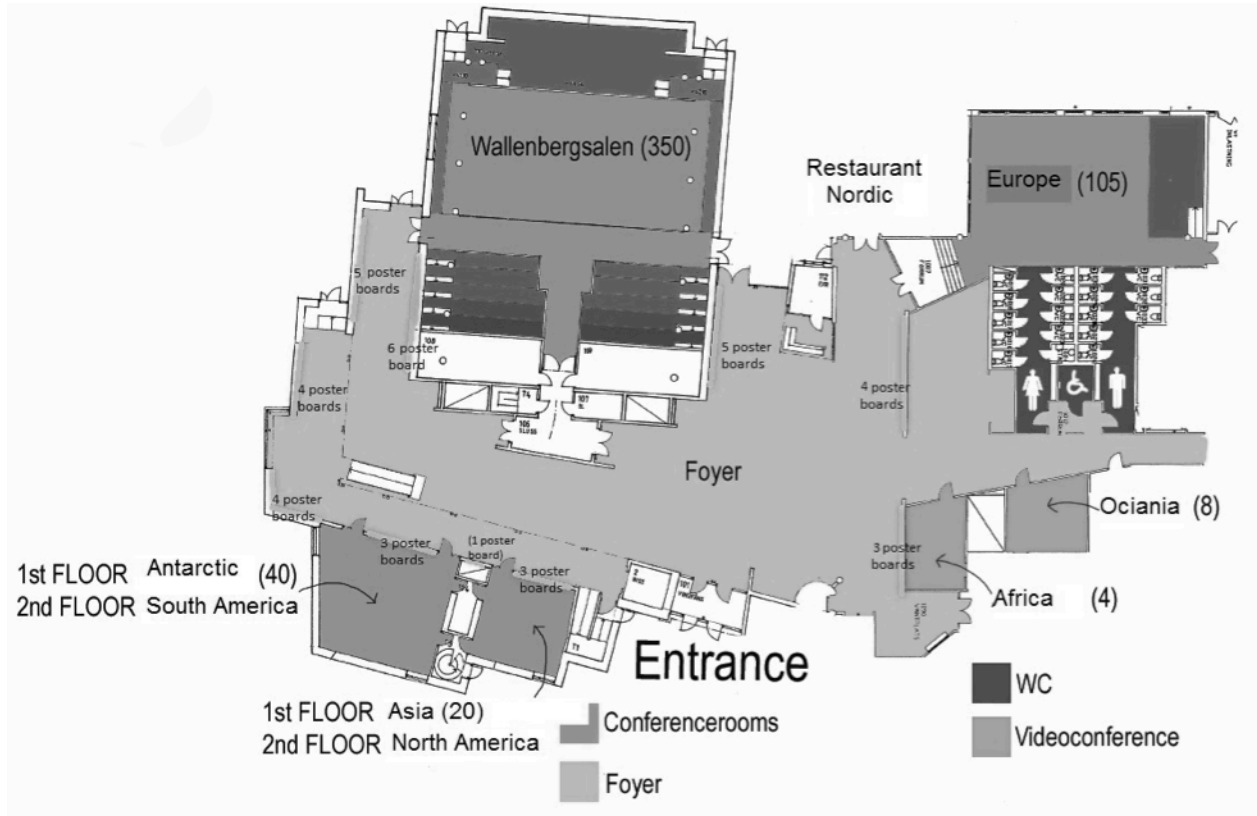 Wallenbergsalen (350)
Restaurant
Nordic
Europe (105)
5 poster
boards
6 poster
board
5 poster
boards
4 poster
boards
4 poster
boards
Foyer
4 poster
boards
3 poster
boards
(1 poster
board)
3 poster
boards
3 poster
boards
Ociania (8)
Africa (4)
1st FLOOR Antarctic (40)
2nd FLOOR South America
Entrance
1st FLOOR Asia (20)
2nd FLOOR North America
Conferencerooms
Foyer
WC
Videoconference